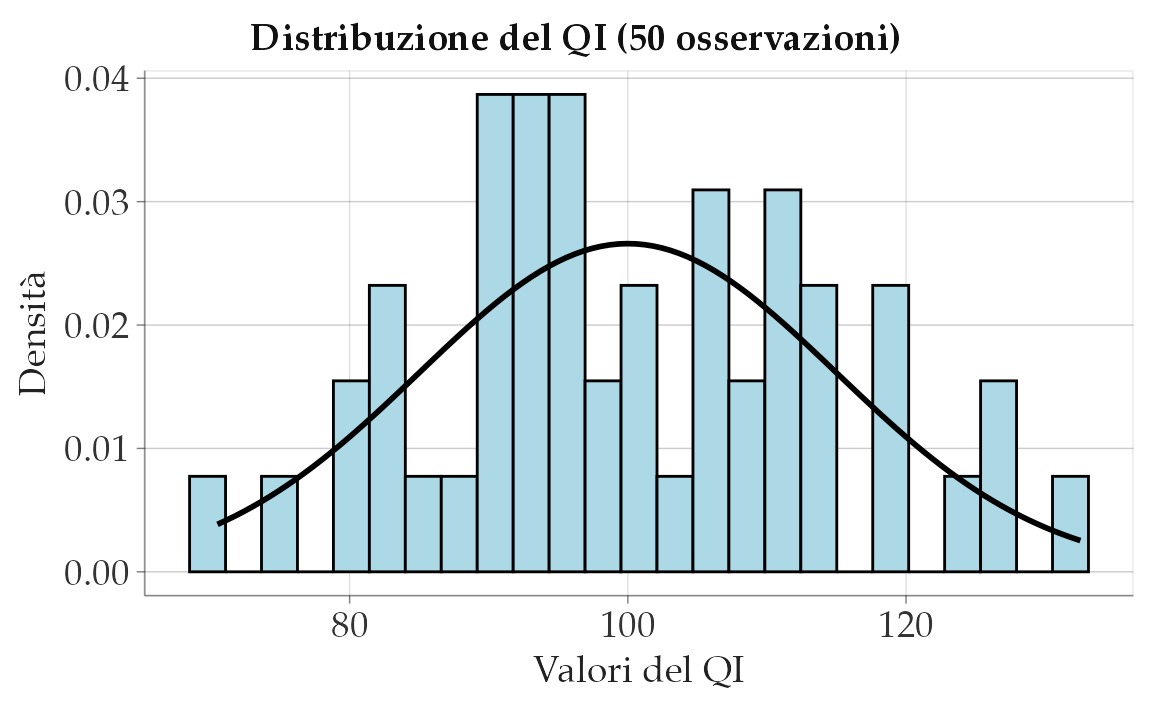 Distribuzione del QI (50 osservazioni)
0.04
0.03
0.02
0.01
0.00
Densità
80 100 120
Valori del QI